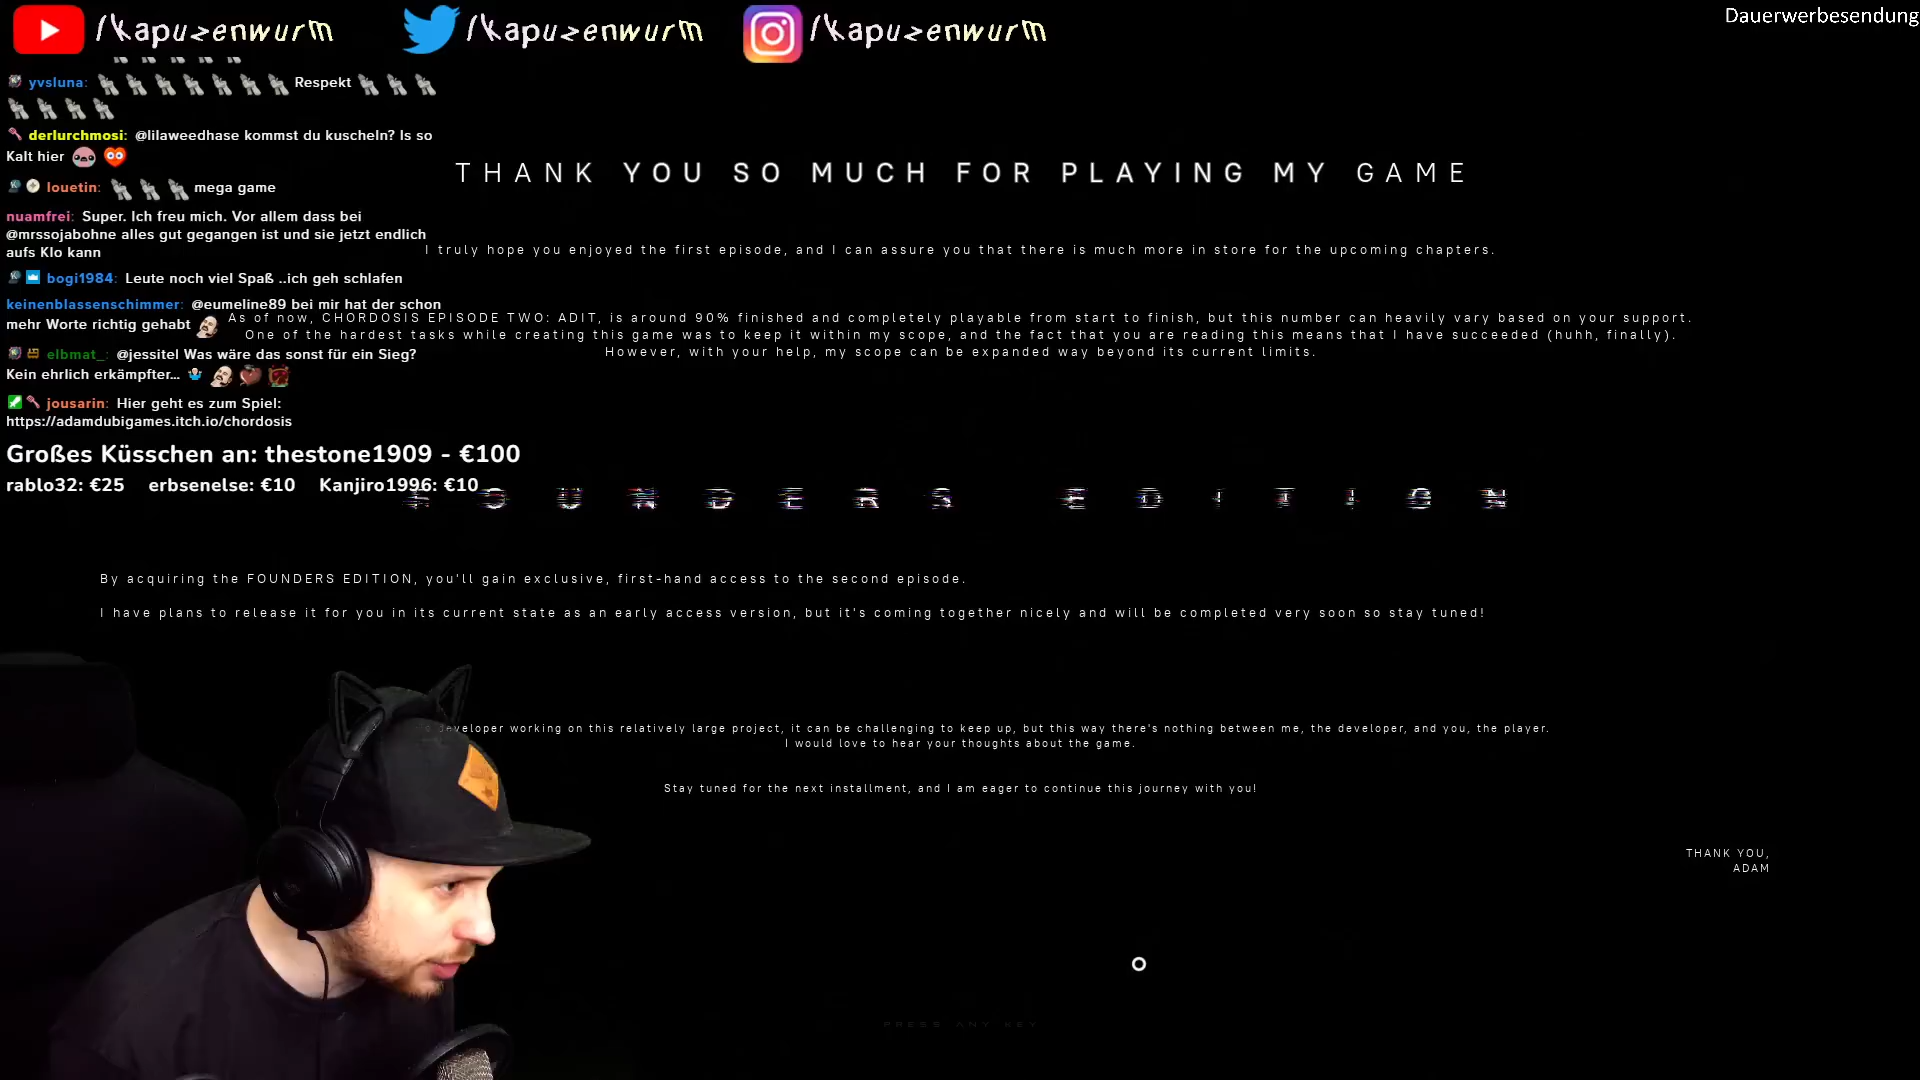 /kapuzenwurm /kapuzenwurm /kapuzenwurm
Dauerwerbesendung
yvsluna: Respekt
derlurchmosi: @lilaweedhase kommst du kuscheln? Is so
Kalt hier
louetin: mega game
nuamfrei: Super. Ich freu mich. Vor allem dass bei
@mrssojabohne alles gut gegangen ist und sie jetzt endlich
aufs Klo kann
bogi1984: Leute noch viel Spaß ..ich geh schlafen
keinenblassenschimmer: @eumeline89 bei mir hat der schon
mehr Worte richtig gehabt
elbmat_: @jessitel Was wäre das sonst für ein Sieg?
Kein ehrlich erkämpfter...
jousarin: Hier geht es zum Spiel:
https://adamdubigames.itch.io/chordosis
Großes Küsschen an: thestone1909 - €100
rablo32: €25 erbsenelse: €10 Kanjiro1996: €10
THANK YOU SO MUCH FOR PLAYING MY GAME
I truly hope you enjoyed the first episode, and I can assure you that there is much more in store for the upcoming chapters.
As of now, CHORDOSIS EPISODE TWO: ADIT, is around 90% finished and completely playable from start to finish, but this number can heavily vary based on your support.
One of the hardest tasks while creating this game was to keep it within my scope, and the fact that you are reading this means that I have succeeded (huhh, finally).
However, with your help, my scope can be expanded way beyond its current limits.
FOUNDERS EDITION
By acquiring the FOUNDERS EDITION, you'll gain exclusive, first-hand access to the second episode.
I have plans to release it for you in its current state as an early access version, but it's coming together nicely and will be completed very soon so stay tuned!
developer working on this relatively large project, it can be challenging to keep up, but this way there's nothing between me, the developer, and you, the player.
I would love to hear your thoughts about the game.
Stay tuned for the next installment, and I am eager to continue this journey with you!
THANK YOU,
ADAM
PRESS ANY KEY